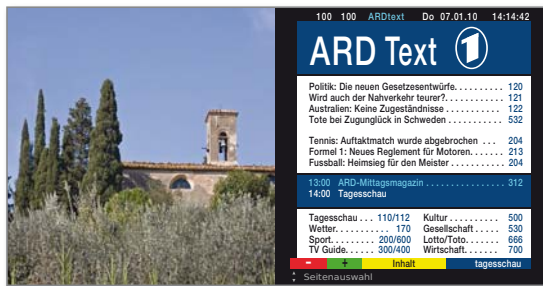 100 100 ARDtext Do 07.01.10 14:14:42
ARD Text 1
Politik: Die neuen Gesetzesentwürfe. . . . . . . . . . 120
Wird auch der Nahverkehr teurer?. . . . . . . . . . . 121
Australien: Keine Zugeständnisse . . . . . . . . . . . 122
Tote bei Zugunglück in Schweden . . . . . . . . . . . 532
Tennis: Auftaktmatch wurde abgebrochen . . . 204
Formel 1: Neues Reglement für Motoren. . . . . . . 213
Fussball: Heimsieg für den Meister . . . . . . . . . . . 204
13:00 ARD-Mittagsmagazin . . . . . . . . . . . . . . . 312
14:00 Tagesschau
Tagesschau . . . 110/112 Kultur . . . . . . . . . 500
Wetter. . . . . . . . . . . 170 Gesellschaft . . . . . 530
Sport. . . . . . . . . 200/600 Lotto/Toto. . . . . . . 666
TV Guide. . . . . . 300/400 Wirtschaft. . . . . . . 700
- + Inhalt tagesschau
Seitenauswahl